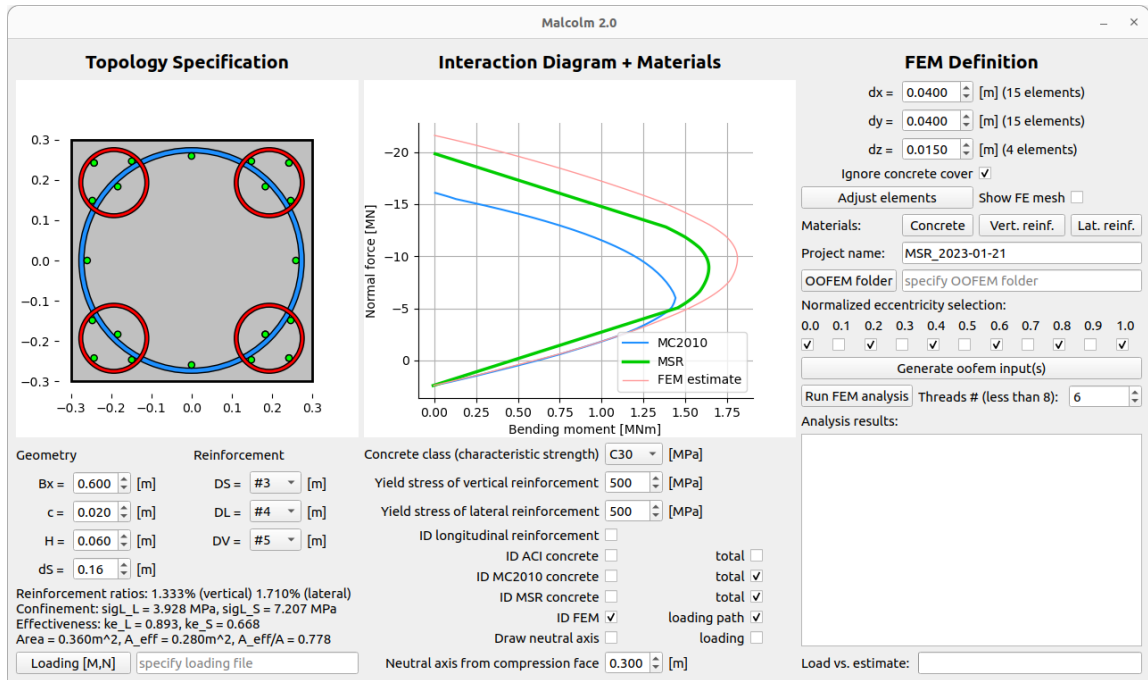 Malcolm 2.0
Topology Specification
0.3
0.2
0.1
0.0
−0.1
−0.2
−0.3
−0.3 −0.2 −0.1 0.0 0.1 0.2 0.3
Geometry Reinforcement
Bx = 0.600 [m] DS = #3 [m]
c = 0.020 [m] DL = #4 [m]
H = 0.060 [m] DV = #5 [m]
dS = 0.16 [m]
Reinforcement ratios: 1.333% (vertical) 1.710% (lateral)
Confinement: sigL_L = 3.928 MPa, sigL_S = 7.207 MPa
Effectiveness: ke_L = 0.893, ke_S = 0.668
Area = 0.360m^2, A_eff = 0.280m^2, A_eff/A = 0.778
Loading [M,N] specify loading file
Interaction Diagram + Materials
Normal force [MN]
−20
−15
−10
−5
0
MC2010
MSR
FEM estimate
0.00 0.25 0.50 0.75 1.00 1.25 1.50 1.75
Bending moment [MNm]
Concrete class (characteristic strength) C30 [MPa]
Yield stress of vertical reinforcement 500 [MPa]
Yield stress of lateral reinforcement 500 [MPa]
ID longitudinal reinforcement
ID ACI concrete total
ID MC2010 concrete total
ID MSR concrete total
ID FEM loading path
Draw neutral axis loading
Neutral axis from compression face 0.300 [m]
FEM Definition
dx = 0.0400 [m] (15 elements)
dy = 0.0400 [m] (15 elements)
dz = 0.0150 [m] (4 elements)
Ignore concrete cover
Adjust elements Show FE mesh
Materials: Concrete Vert. reinf. Lat. reinf.
Project name: MSR_2023-01-21
OOFEM folder specify OOFEM folder
Normalized eccentricity selection:
0.0 0.1 0.2 0.3 0.4 0.5 0.6 0.7 0.8 0.9 1.0
Generate oofem input(s)
Run FEM analysis Threads # (less than 8): 6
Analysis results:
Load vs. estimate: